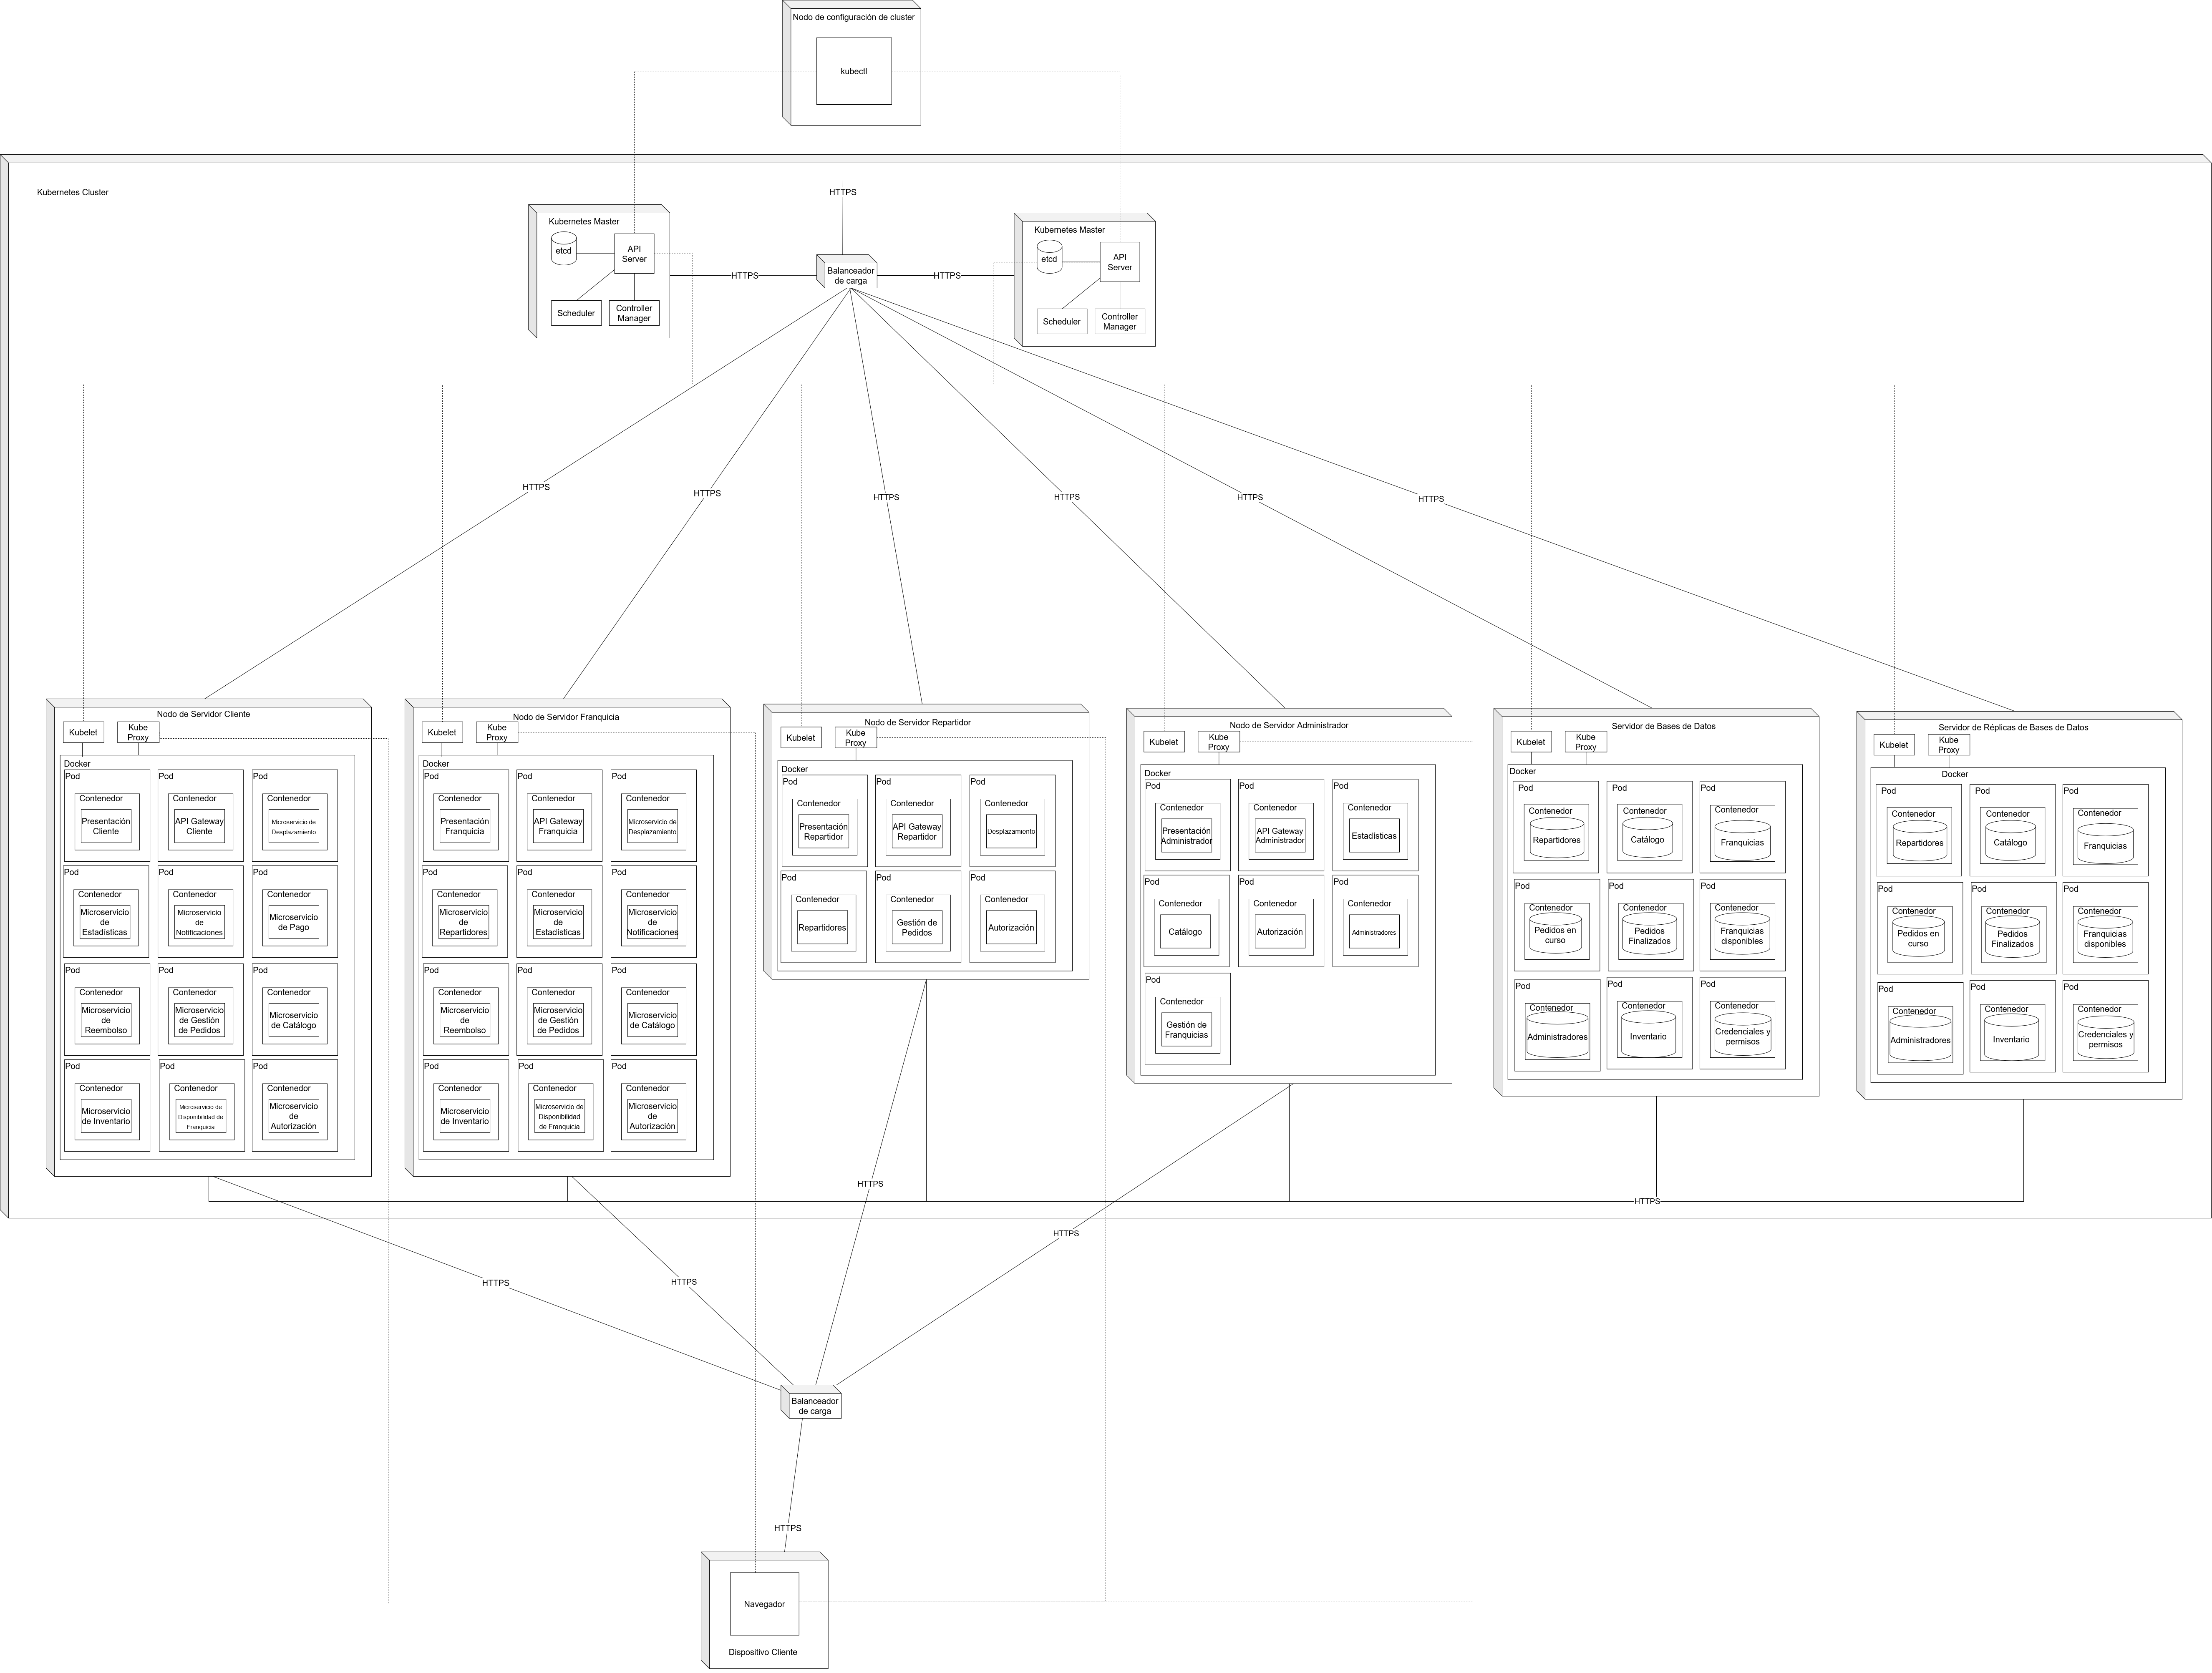 Nodo de configuración de cluster
kubectl
HTTPS
Kubernetes Cluster
Kubernetes Master
etcd
API
Server
Scheduler
Controller
Manager
HTTPS
Balanceador
de carga
HTTPS
Kubernetes Master
etcd
API
Server
Scheduler
Controller
Manager
HTTPS
HTTPS
HTTPS
HTTPS
HTTPS
HTTPS
Nodo de Servidor Cliente
Kubelet
Kube
Proxy
Docker
Pod
Contenedor
Presentación
Cliente
Pod
Contenedor
API Gateway
Cliente
Pod
Contenedor
Microservicio de
Desplazamiento
Pod
Contenedor
Microservicio
de
Estadísticas
Pod
Contenedor
Microservicio
de
Notificaciones
Pod
Contenedor
Microservicio
de Pago
Pod
Contenedor
Microservicio
de
Reembolso
Pod
Contenedor
Microservicio
de Gestión
de Pedidos
Pod
Contenedor
Microservicio
de Catálogo
Pod
Contenedor
Microservicio
de Inventario
Pod
Contenedor
Microservicio de
Disponibilidad de
Franquicia
Pod
Contenedor
Microservicio
de
Autorización
Nodo de Servidor Franquicia
Kubelet
Kube
Proxy
Docker
Pod
Contenedor
Presentación
Franquicia
Pod
Contenedor
API Gateway
Franquicia
Pod
Contenedor
Microservicio de
Desplazamiento
Pod
Contenedor
Microservicio
de
Repartidores
Pod
Contenedor
Microservicio
de
Estadísticas
Pod
Contenedor
Microservicio
de
Notificaciones
Pod
Contenedor
Microservicio
de
Reembolso
Pod
Contenedor
Microservicio
de Gestión
de Pedidos
Pod
Contenedor
Microservicio
de Catálogo
Pod
Contenedor
Microservicio
de Inventario
Pod
Contenedor
Microservicio de
Disponibilidad
de Franquicia
Pod
Contenedor
Microservicio
de
Autorización
Nodo de Servidor Repartidor
Kubelet
Kube
Proxy
Docker
Pod
Contenedor
Presentación
Repartidor
Pod
Contenedor
API Gateway
Repartidor
Pod
Contenedor
Desplazamiento
Pod
Contenedor
Repartidores
Pod
Contenedor
Gestión de
Pedidos
Pod
Contenedor
Autorización
Nodo de Servidor Administrador
Kubelet
Kube
Proxy
Docker
Pod
Contenedor
Presentación
Administrador
Pod
Contenedor
API Gateway
Administrador
Pod
Contenedor
Estadísticas
Pod
Contenedor
Catálogo
Pod
Contenedor
Autorización
Pod
Contenedor
Administradores
Pod
Contenedor
Gestión de
Franquicias
Servidor de Bases de Datos
Kubelet
Kube
Proxy
Docker
Pod
Contenedor
Repartidores
Pod
Contenedor
Catálogo
Pod
Contenedor
Franquicias
Pod
Contenedor
Pedidos en
curso
Pod
Contenedor
Pedidos
Finalizados
Pod
Contenedor
Franquicias
disponibles
Pod
Contenedor
Administradores
Pod
Contenedor
Inventario
Pod
Contenedor
Credenciales y
permisos
Servidor de Réplicas de Bases de Datos
Kubelet
Kube
Proxy
Docker
Pod
Contenedor
Repartidores
Pod
Contenedor
Catálogo
Pod
Contenedor
Franquicias
Pod
Contenedor
Pedidos en
curso
Pod
Contenedor
Pedidos
Finalizados
Pod
Contenedor
Franquicias
disponibles
Pod
Contenedor
Administradores
Pod
Contenedor
Inventario
Pod
Contenedor
Credenciales y
permisos
HTTPS
HTTPS
HTTPS
HTTPS
HTTPS
Balanceador
de carga
HTTPS
Navegador
Dispositivo Cliente